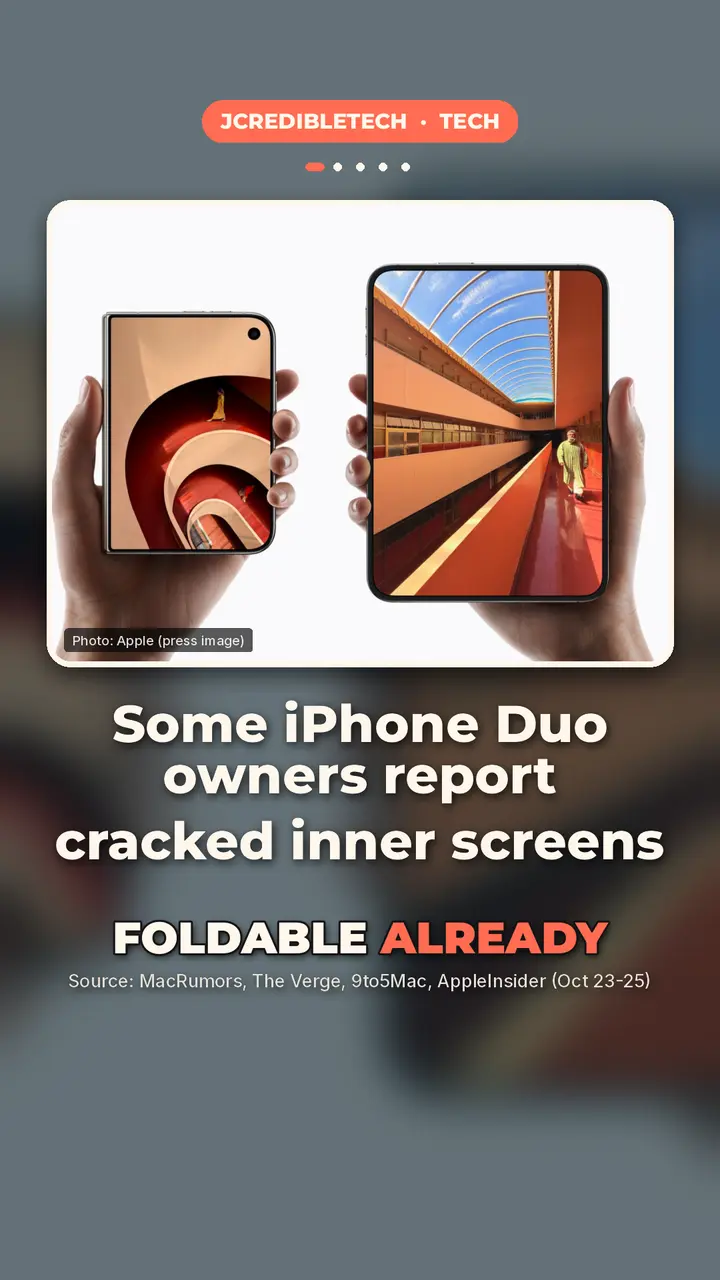 JCREDIBLETECH · TECH
Photo: Apple (press image)
Some iPhone Duo
owners report
cracked inner screens
FOLDABLE ALREADY
Source: MacRumors, The Verge, 9to5Mac, AppleInsider (Oct 23-25)